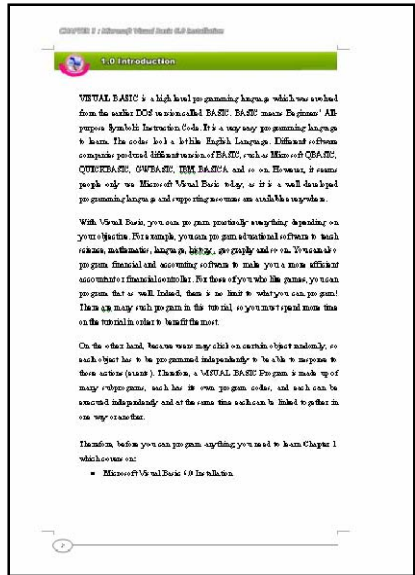 CHAPTER 1 : Microsoft Visual Basic 6.0 Installation
1.0 Introduction
VISUAL BASIC is a high level programming language which was evolved
from the earlier DOS version called BASIC. BASIC means Beginners' All-
purpose Symbolic Instruction Code. It is a very easy programming language
to learn. The codes look a lot like English Language. Different software
companies produced different version of BASIC, such as Microsoft QBASIC,
QUICKBASIC, GWBASIC, IBM BASICA and so on. However, it seems
people only use Microsoft Visual Basic today, as it is a well developed
programming language and supporting resources are available everywhere.
With Visual Basic, you can program practically everything depending on
your objective. For example, you can program educational software to teach
science, mathematics, language, history, geography and so on. You can also
program financial and accounting software to make you a more efficient
accountant or financial controller. For those of you who like games, you can
program that as well. Indeed, there is no limit to what you can program!
There are many such program in this tutorial, so you must spend more time
on the tutorial in order to benefit the most.
On the other hand, because users may click on certain object randomly, so
each object has to be programmed independently to be able to response to
those actions (events). Therefore, a VISUAL BASIC Program is made up of
many subprograms, each has its own program codes, and each can be
executed independently and at the same time each can be linked together in
one way or another.
Therefore, before you can program anything you need to learn Chapter 1
which covers on:
• Microsoft Visual Basic 6.0 Installation